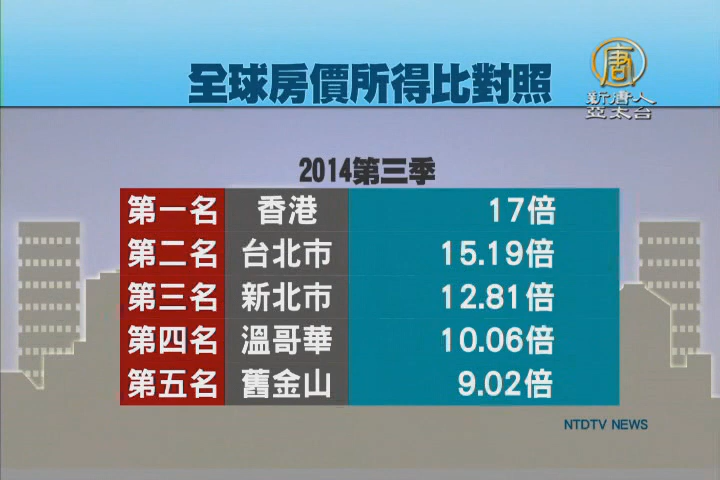 全球房價所得比對照
唐
新唐人
亞太台
2014第三季
第一名 香港 17倍
第二名 台北市 15.19倍
第三名 新北市 12.81倍
第四名 溫哥華 10.06倍
第五名 舊金山 9.02倍
NTDTV NEWS